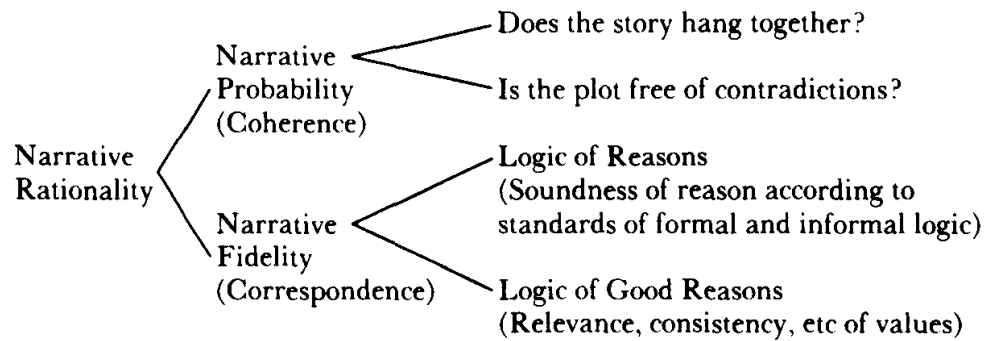 Narrative
Rationality
Narrative
Probability
(Coherence)
Does the story hang together?
Is the plot free of contradictions?
Narrative
Fidelity
(Correspondence)
Logic of Reasons
(Soundness of reason according to
standards of formal and informal logic)
Logic of Good Reasons
(Relevance, consistency, etc of values)